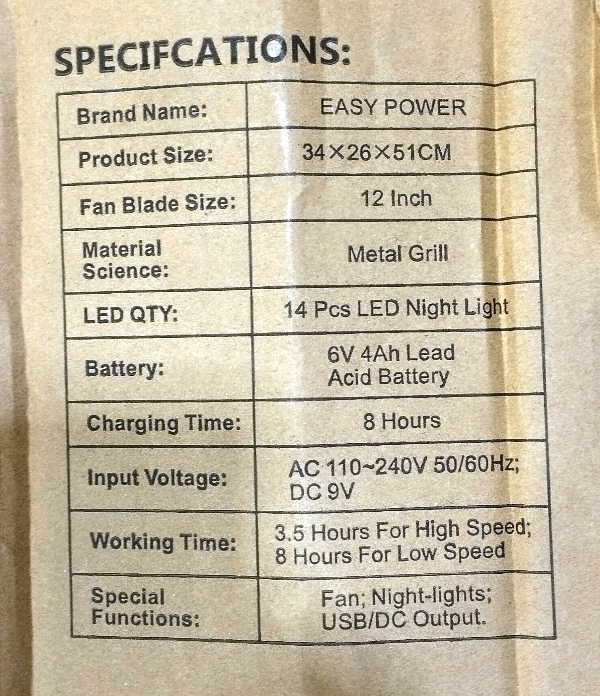 SPECIFCATIONS:
Brand Name: EASY POWER
Product Size: 34×26×51CM
Fan Blade Size: 12 Inch
Material
Science:
Metal Grill
LED QTY: 14 Pcs LED Night Light
Battery:
6V 4Ah Lead
Acid Battery
Charging Time: 8 Hours
Input Voltage:
AC 110~240V 50/60Hz;
DC 9V
Working Time:
3.5 Hours For High Speed;
8 Hours For Low Speed
Special
Functions:
Fan; Night-lights;
USB/DC Output.